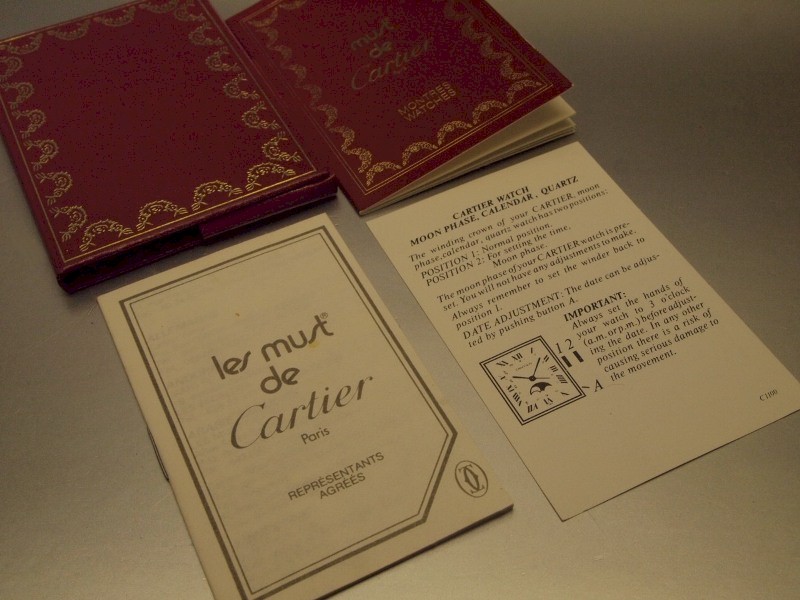 must
de
Cartier
MONTRES
WATCHES
CARTIER WATCH
MOON PHASE, CALENDAR, QUARTZ
The winding crown of your CARTIER, moon
phase, calendar, quartz watch has two positions:
POSITION 1: Normal position.
POSITION 2: For setting the time.
Moon phase.
The moon phase of your CARTIER watch is pre-
set. You will not have any adjustments to make.
Always remember to set the winder back to
position 1.
DATE ADJUSTMENT: The date can be adjus-
ted by pushing button A.
IMPORTANT:
Always set the hands of
your watch to 3 o'clock
(a.m. or p.m.) before adjust-
ing the date. In any other
position there is a risk of
causing serious damage to
the movement.
1 2
A
C1100
les must®
de
Cartier
Paris
REPRÉSENTANTS
AGRÉÉS